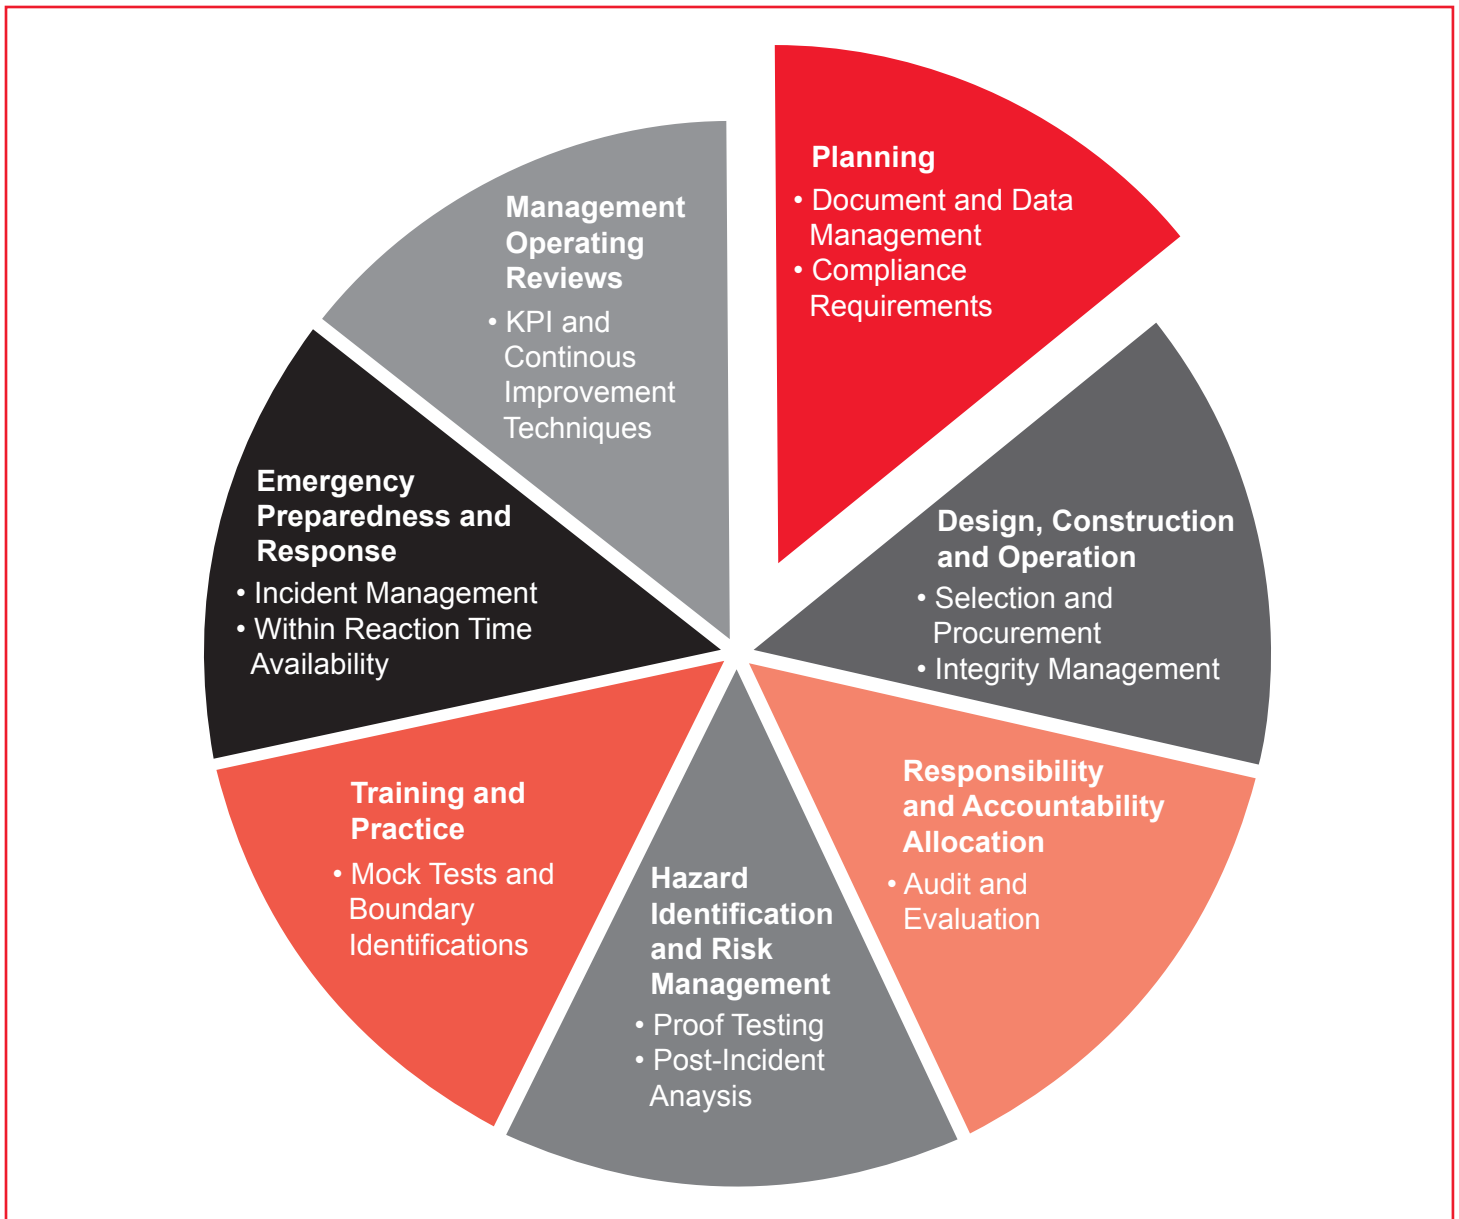 Planning
• Document and Data
Management
• Compliance
Requirements
Design, Construction
and Operation
• Selection and
Procurement
• Integrity Management
Responsibility
and Accountability
Allocation
• Audit and
Evaluation
Hazard
Identification
and Risk
Management
• Proof Testing
• Post-Incident
Anaysis
Training and
Practice
• Mock Tests and
Boundary
Identifications
Emergency
Preparedness and
Response
• Incident Management
• Within Reaction Time
Availability
Management
Operating
Reviews
• KPI and
Continous
Improvement
Techniques